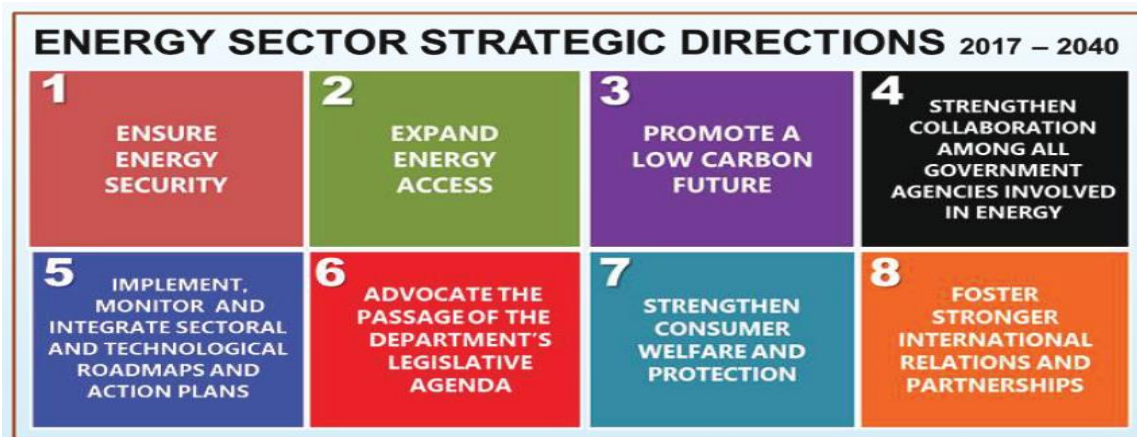 ENERGY SECTOR STRATEGIC DIRECTIONS 2017 – 2040
1
ENSURE
ENERGY
SECURITY
2
EXPAND
ENERGY
ACCESS
3
PROMOTE A
LOW CARBON
FUTURE
4
STRENGTHEN
COLLABORATION
AMONG ALL
GOVERNMENT
AGENCIES INVOLVED
IN ENERGY
5
IMPLEMENT,
MONITOR AND
INTEGRATE SECTORAL
AND TECHNOLOGICAL
ROADMAPS AND
ACTION PLANS
6
ADVOCATE THE
PASSAGE OF THE
DEPARTMENT'S
LEGISLATIVE
AGENDA
7
STRENGTHEN
CONSUMER
WELFARE AND
PROTECTION
8
FOSTER
STRONGER
INTERNATIONAL
RELATIONS AND
PARTNERSHIPS